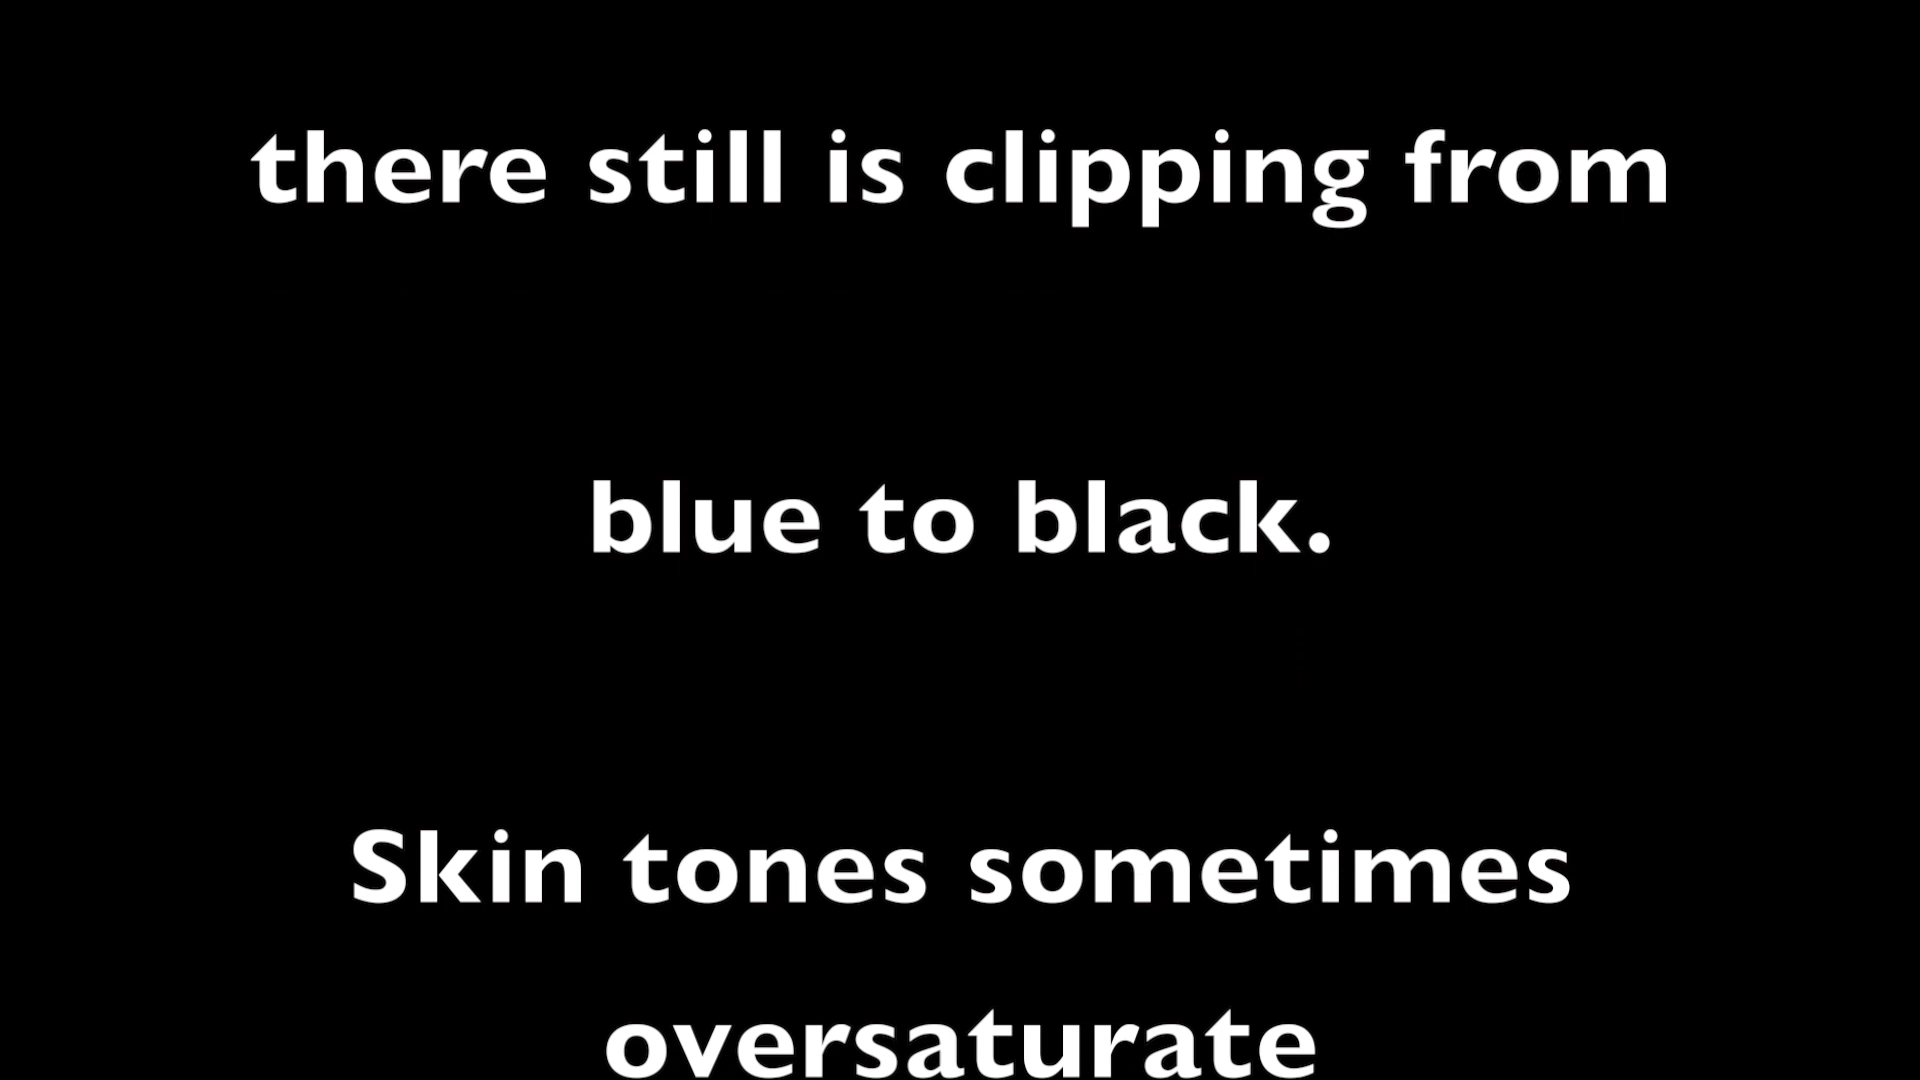 there still is clipping from
blue to black.
Skin tones sometimes
oversaturate